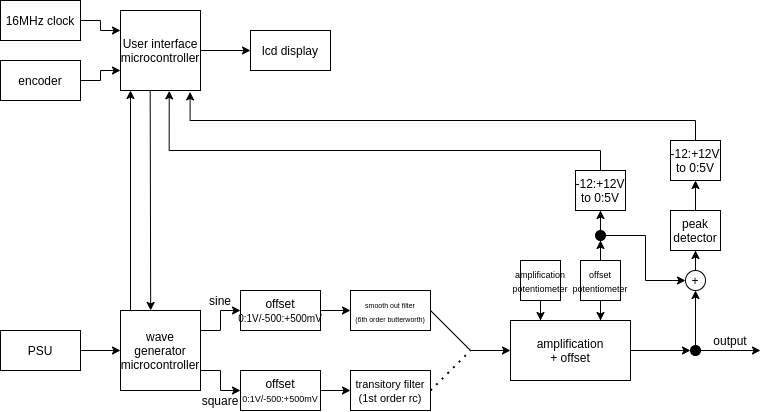 16MHz clock
encoder
User interface
microcontroller
lcd display
-12:+12V
to 0:5V
-12:+12V
to 0:5V
peak
detector
amplification
potentiometer
offset
potentiometer
+
sine
offset
0:1V/-500:+500mV
smooth out filter
(6th order butterworth)
PSU
wave
generator
microcontroller
amplification
+ offset
output
square
offset
0:1V/-500:+500mV
transitory filter
(1st order rc)